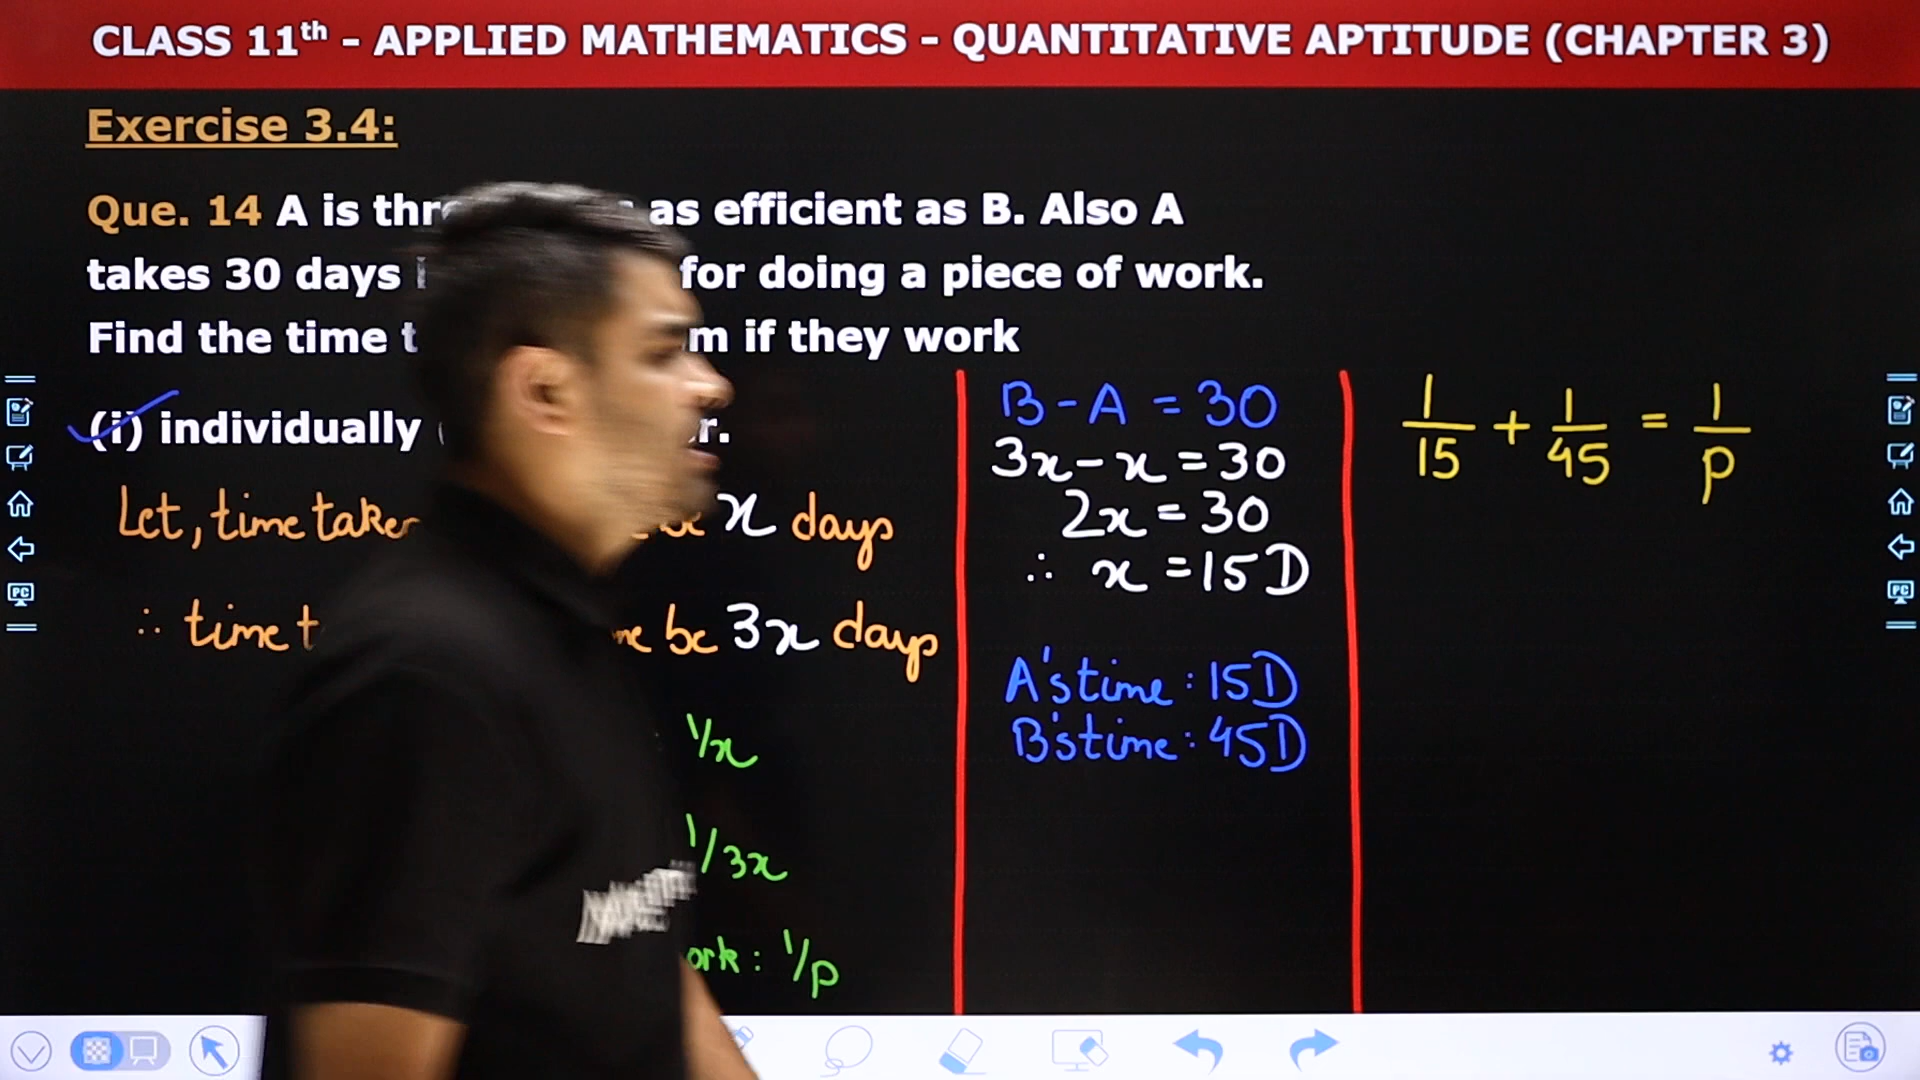 CLASS 11th - APPLIED MATHEMATICS - QUANTITATIVE APTITUDE (CHAPTER 3)
Exercise 3.4:
Que. 14 A is as efficient as B. Also A
takes 30 days for doing a piece of work.
Find the time if they work
(i) individually
Let, time x days
∴ time be 3x days
1/x
1/3x
: 1/p
B - A = 30
3x - x = 30
2x = 30
∴ x = 15D
A's time : 15D
B's time : 45D
1/15 + 1/45 = 1/p
PC
PC